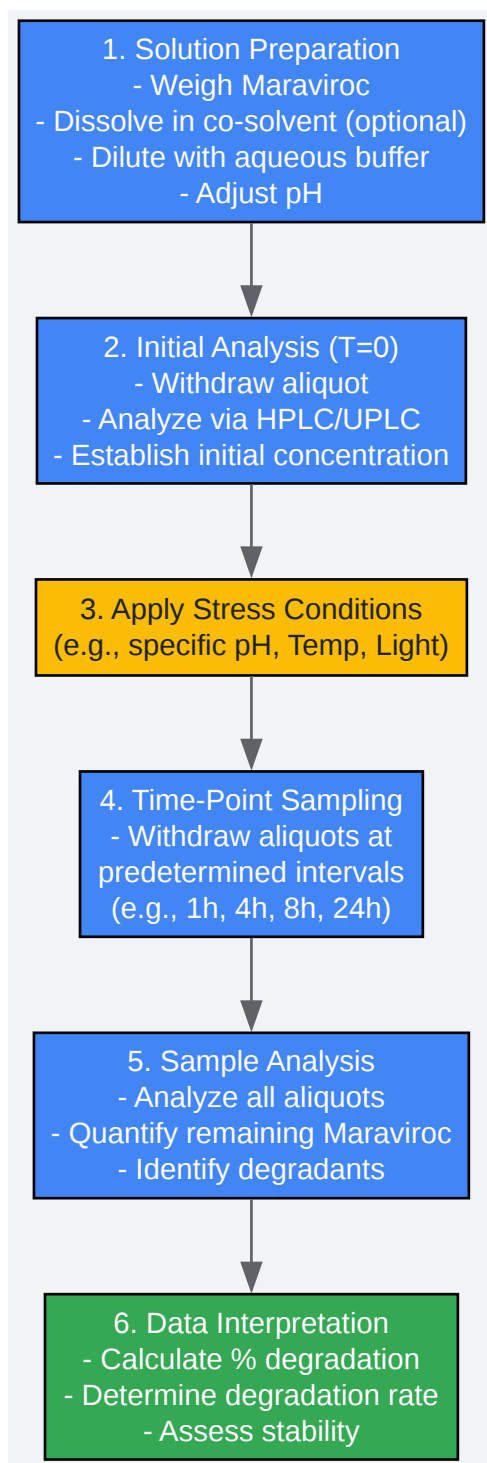 1. Solution Preparation
- Weigh Maraviroc
- Dissolve in co-solvent (optional)
- Dilute with aqueous buffer
- Adjust pH
2. Initial Analysis (T=0)
- Withdraw aliquot
- Analyze via HPLC/UPLC
- Establish initial concentration
3. Apply Stress Conditions
(e.g., specific pH, Temp, Light)
4. Time-Point Sampling
- Withdraw aliquots at
predetermined intervals
(e.g., 1h, 4h, 8h, 24h)
5. Sample Analysis
- Analyze all aliquots
- Quantify remaining Maraviroc
- Identify degradants
6. Data Interpretation
- Calculate % degradation
- Determine degradation rate
- Assess stability